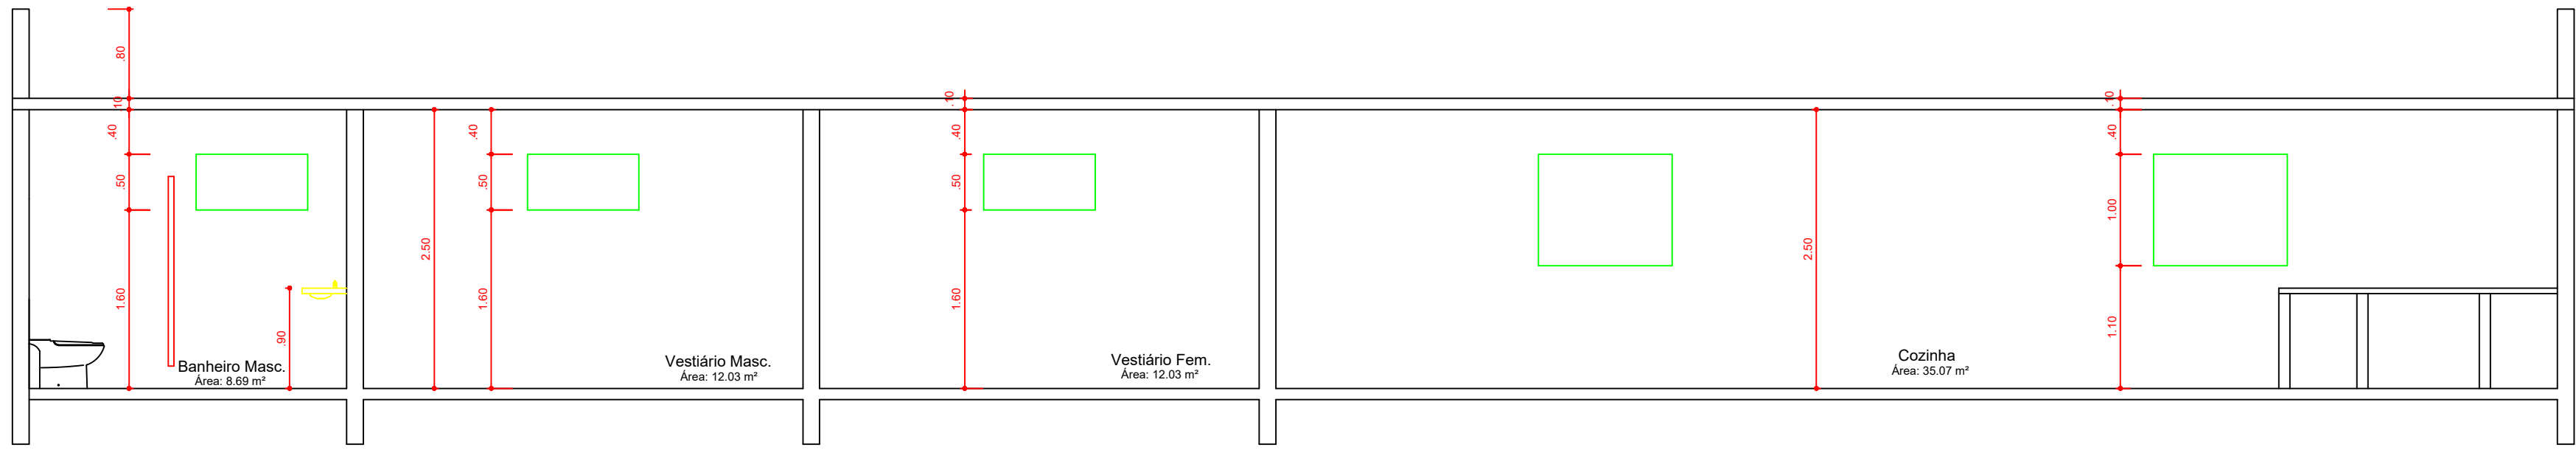 .80
.10
.40
.50
1.60
.90
Banheiro Masc.
Área: 8.69 m²
2.50
.40
.50
1.60
Vestiário Masc.
Área: 12.03 m²
.10
.40
.50
1.60
Vestiário Fem.
Área: 12.03 m²
2.50
Cozinha
Área: 35.07 m²
.10
.40
1.00
1.10